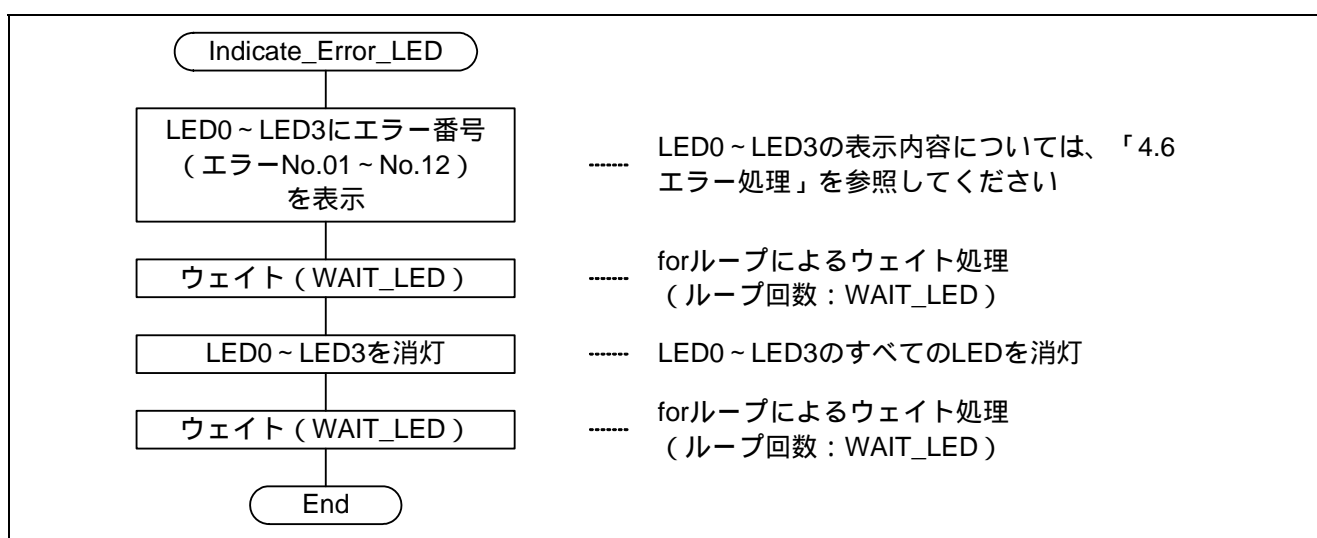 Indicate_Error_LED
LED0～LED3にエラー番号
（エラーNo.01～No.12）
を表示
LED0～LED3の表示内容については、「4.6
エラー処理」を参照してください
ウェイト（WAIT_LED）
forループによるウェイト処理
（ループ回数：WAIT_LED）
LED0～LED3を消灯
LED0～LED3のすべてのLEDを消灯
ウェイト（WAIT_LED）
forループによるウェイト処理
（ループ回数：WAIT_LED）
End